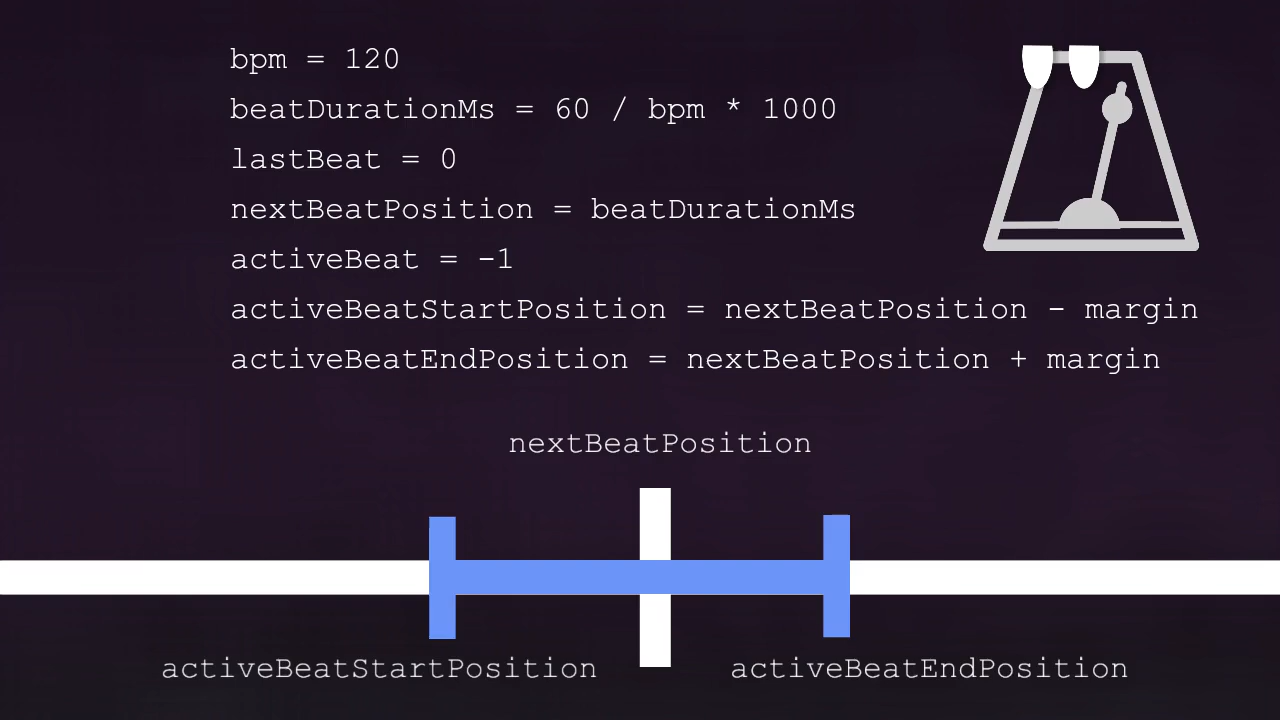 bpm = 120
beatDurationMs = 60 / bpm * 1000
lastBeat = 0
nextBeatPosition = beatDurationMs
activeBeat = -1
activeBeatStartPosition = nextBeatPosition - margin
activeBeatEndPosition = nextBeatPosition + margin
nextBeatPosition
activeBeatStartPosition
activeBeatEndPosition